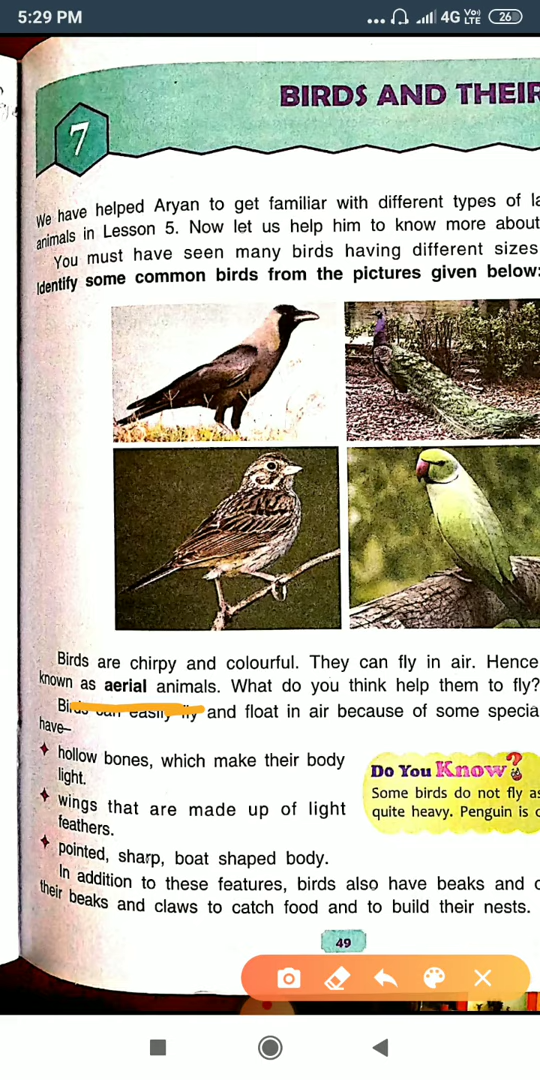 5:29 PM
4G Vo) LTE 26
7
BIRDS AND THEIR
We have helped Aryan to get familiar with different types of la
animals in Lesson 5. Now let us help him to know more about
You must have seen many birds having different sizes
Identify some common birds from the pictures given below:
Birds are chirpy and colourful. They can fly in air. Hence
known as aerial animals. What do you think help them to fly?
Birds can easily fly and float in air because of some specia
have–
hollow bones, which make their body
light.
wings that are made up of light
feathers.
pointed, sharp, boat shaped body.
Do You Know?
Some birds do not fly as
quite heavy. Penguin is
In addition to these features, birds also have beaks and c
their beaks and claws to catch food and to build their nests.
49